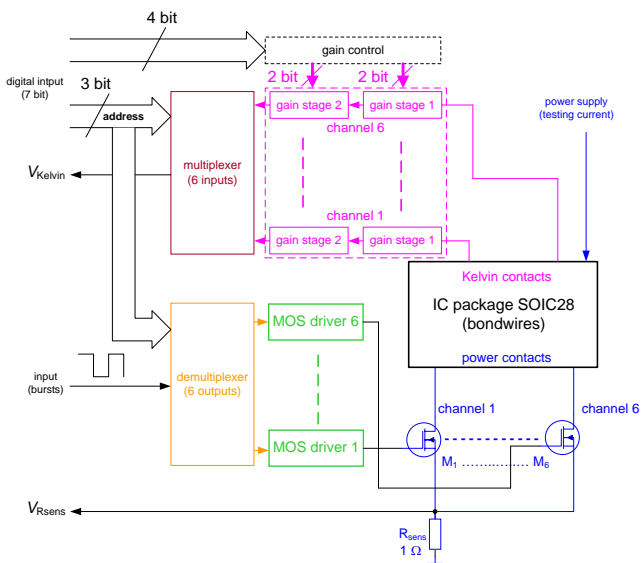 4 bit
gain control
digital intput
(7 bit)
3 bit
2 bit
2 bit
address
gain stage 2
gain stage 1
channel 6
power supply
(testing current)
VKelvin
multiplexer
(6 inputs)
channel 1
gain stage 2
gain stage 1
Kelvin contacts
IC package SOIC28
(bondwires)
power contacts
MOS driver 6
input
(bursts)
demultiplexer
(6 outputs)
channel 1
channel 6
MOS driver 1
M1 .................. M6
VRsens
Rsens
1 Ω